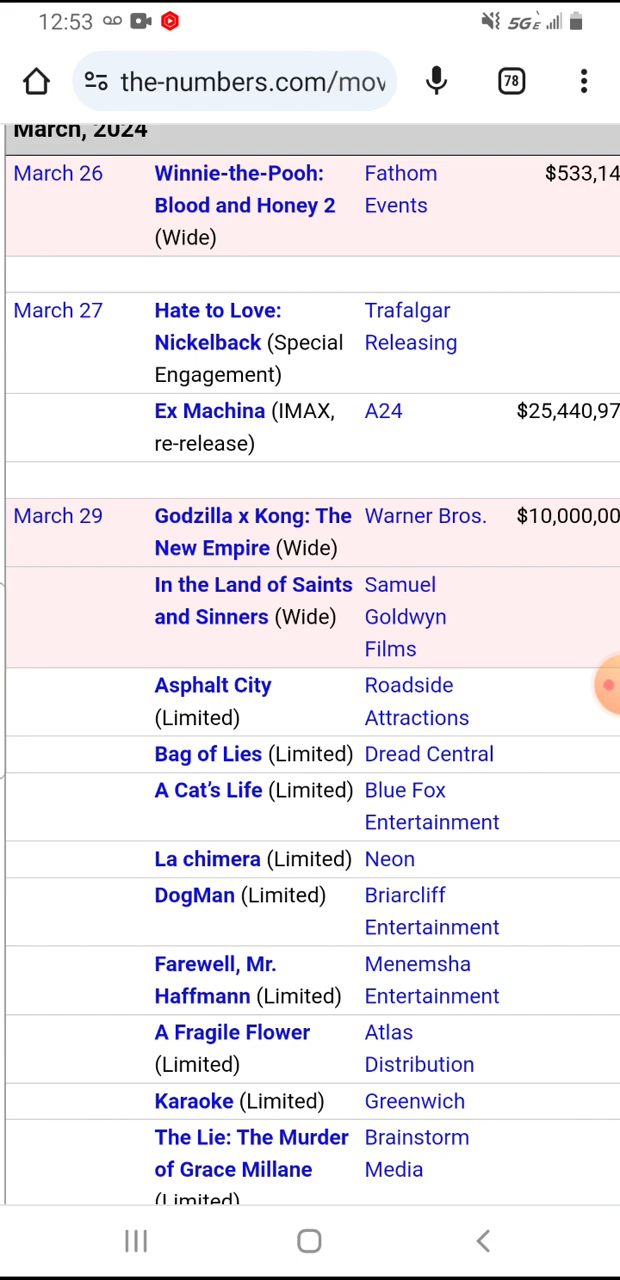 12:53
5GE
the-numbers.com/mov
78
March, 2024
March 26 Winnie-the-Pooh: Fathom $533,14
Blood and Honey 2 Events
(Wide)
March 27 Hate to Love: Trafalgar
Nickelback (Special Releasing
Engagement)
Ex Machina (IMAX, A24 $25,440,97
re-release)
March 29 Godzilla x Kong: The Warner Bros. $10,000,00
New Empire (Wide)
In the Land of Saints Samuel
and Sinners (Wide) Goldwyn
Films
Asphalt City Roadside
(Limited) Attractions
Bag of Lies (Limited) Dread Central
A Cat’s Life (Limited) Blue Fox
Entertainment
La chimera (Limited) Neon
DogMan (Limited) Briarcliff
Entertainment
Farewell, Mr. Menemsha
Haffmann (Limited) Entertainment
A Fragile Flower Atlas
(Limited) Distribution
Karaoke (Limited) Greenwich
The Lie: The Murder Brainstorm
of Grace Millane Media
(Limited)